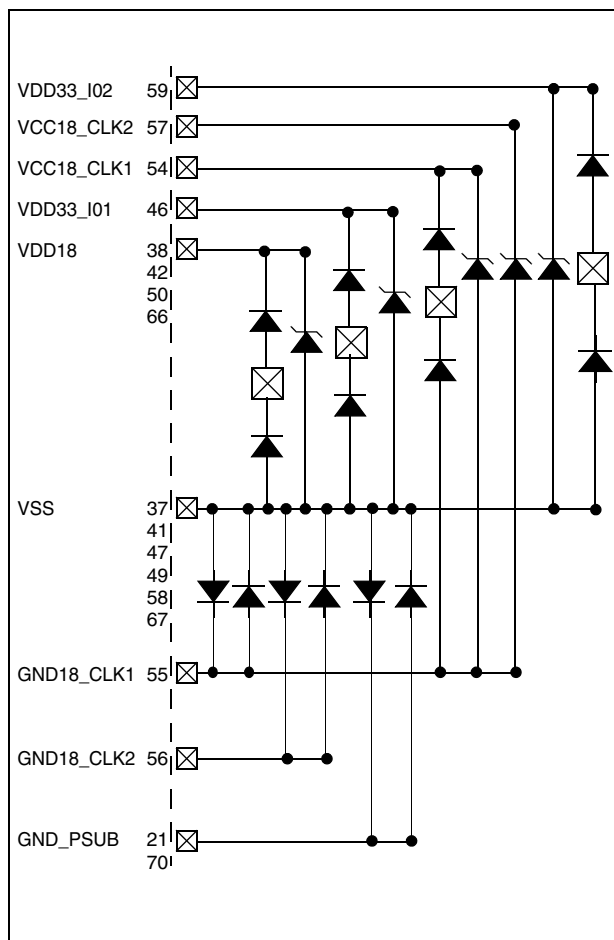 VDD33_I02 59
VCC18_CLK2 57
VCC18_CLK1 54
VDD33_I01 46
VDD18 38
42
50
66
VSS 37
41
47
49
58
67
GND18_CLK1 55
GND18_CLK2 56
GND_PSUB 21
70